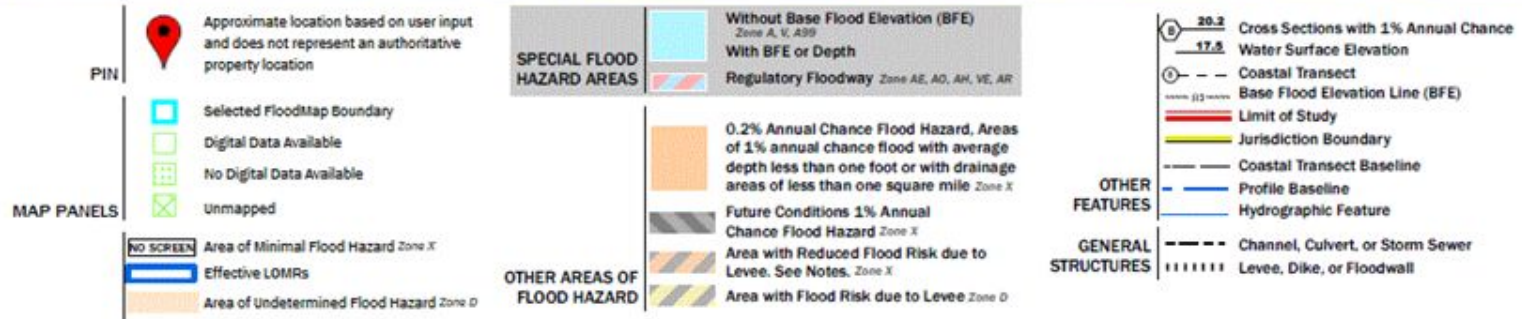 Approximate location based on user input
and does not represent an authoritative
property location
PIN
Selected FloodMap Boundary
Digital Data Available
No Digital Data Available
Unmapped
MAP PANELS
NO SCREEN Area of Minimal Flood Hazard Zone X
Effective LOMRs
Area of Undetermined Flood Hazard Zone D
SPECIAL FLOOD
HAZARD AREAS
Without Base Flood Elevation (BFE)
Zone A, V, A99
With BFE or Depth
Regulatory Floodway Zone AE, AO, AH, VE, AR
0.2% Annual Chance Flood Hazard, Areas
of 1% annual chance flood with average
depth less than one foot or with drainage
areas of less than one square mile Zone X
Future Conditions 1% Annual
Chance Flood Hazard Zone X
Area with Reduced Flood Risk due to
Levee. See Notes. Zone X
Area with Flood Risk due to Levee Zone D
OTHER AREAS OF
FLOOD HAZARD
B 20.2 Cross Sections with 1% Annual Chance
17.5 Water Surface Elevation
Coastal Transect
Base Flood Elevation Line (BFE)
Limit of Study
Jurisdiction Boundary
Coastal Transect Baseline
Profile Baseline
Hydrographic Feature
OTHER
FEATURES
GENERAL
STRUCTURES
Channel, Culvert, or Storm Sewer
Levee, Dike, or Floodwall